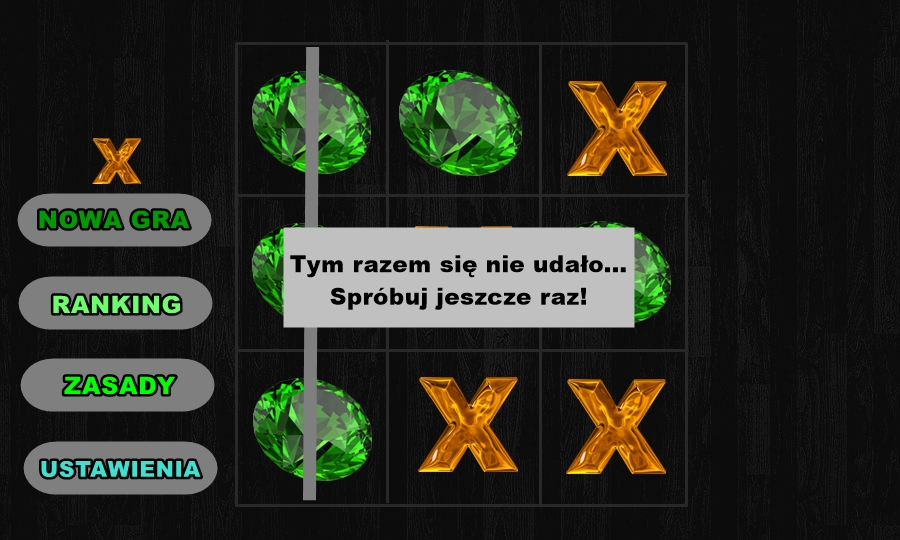 NOWA GRA
RANKING
ZASADY
USTAWIENIA
Tym razem się nie udało...
Spróbuj jeszcze raz!
X
X
X
X